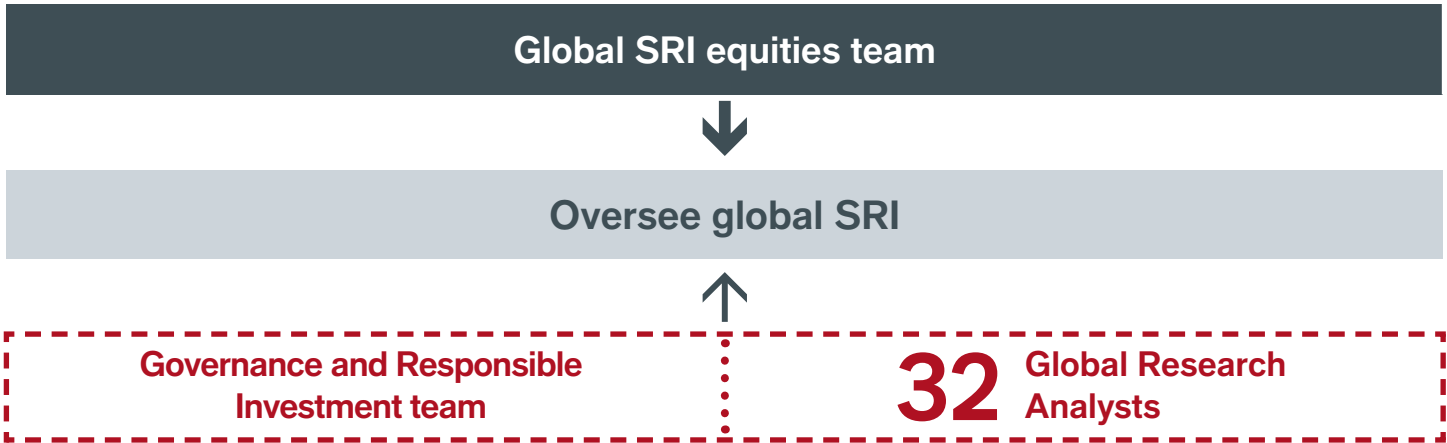 Global SRI equities team
Oversee global SRI
Governance and Responsible
Investment team
32 Global Research
Analysts